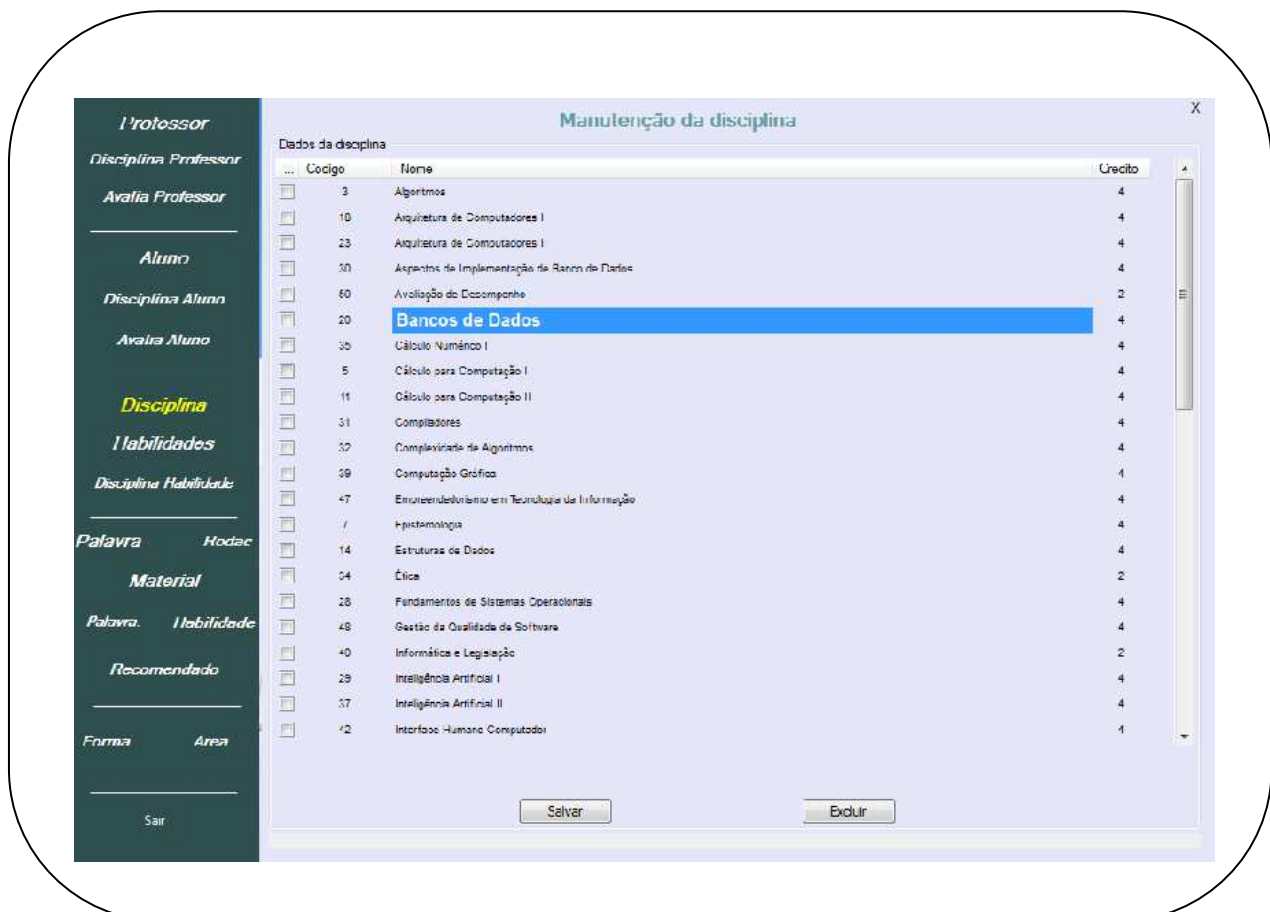 Professor
Disciplina Professor
Avalia Professor
Aluno
Disciplina Aluno
Avalia Aluno
Disciplina
Habilidades
Disciplina Habilidade
Palavra
Material
Palavra. Habilidade
Recomendado
Forma Area
Sair
Manutenção da disciplina
X
Dados da disciplina
... Codigo Nome Credito
3 Algoritmos 4
Arquitetura de Computadores I 4
23 Arquitetura de Computadores 4
30 Aspectos de Implementação de Banco de Dados 4
60 Avaliação de Desempenho 2
20 Bancos de Dados 4
35 Cálculo Numérico I 4
5 Cálculo para Computação I 4
11 Cálculo para Computação II 4
31 Compiladores 4
32 Complexidade de Algoritmos 4
39 Computação Gráfica 4
47 Empreendedorismo em Tecnologia da Informação 4
7 Epistemologia 4
14 Estruturas de Dados 4
34 Ética 2
28 Fundamentos de Sistemas Operacionais 4
Gestão da Qualidade de Software 4
40 Informática e Legislação 2
29 Inteligência Artificial I 4
37 Inteligência Artificial II 4
42 Interface Humano Computador 4
Salvar Excluir